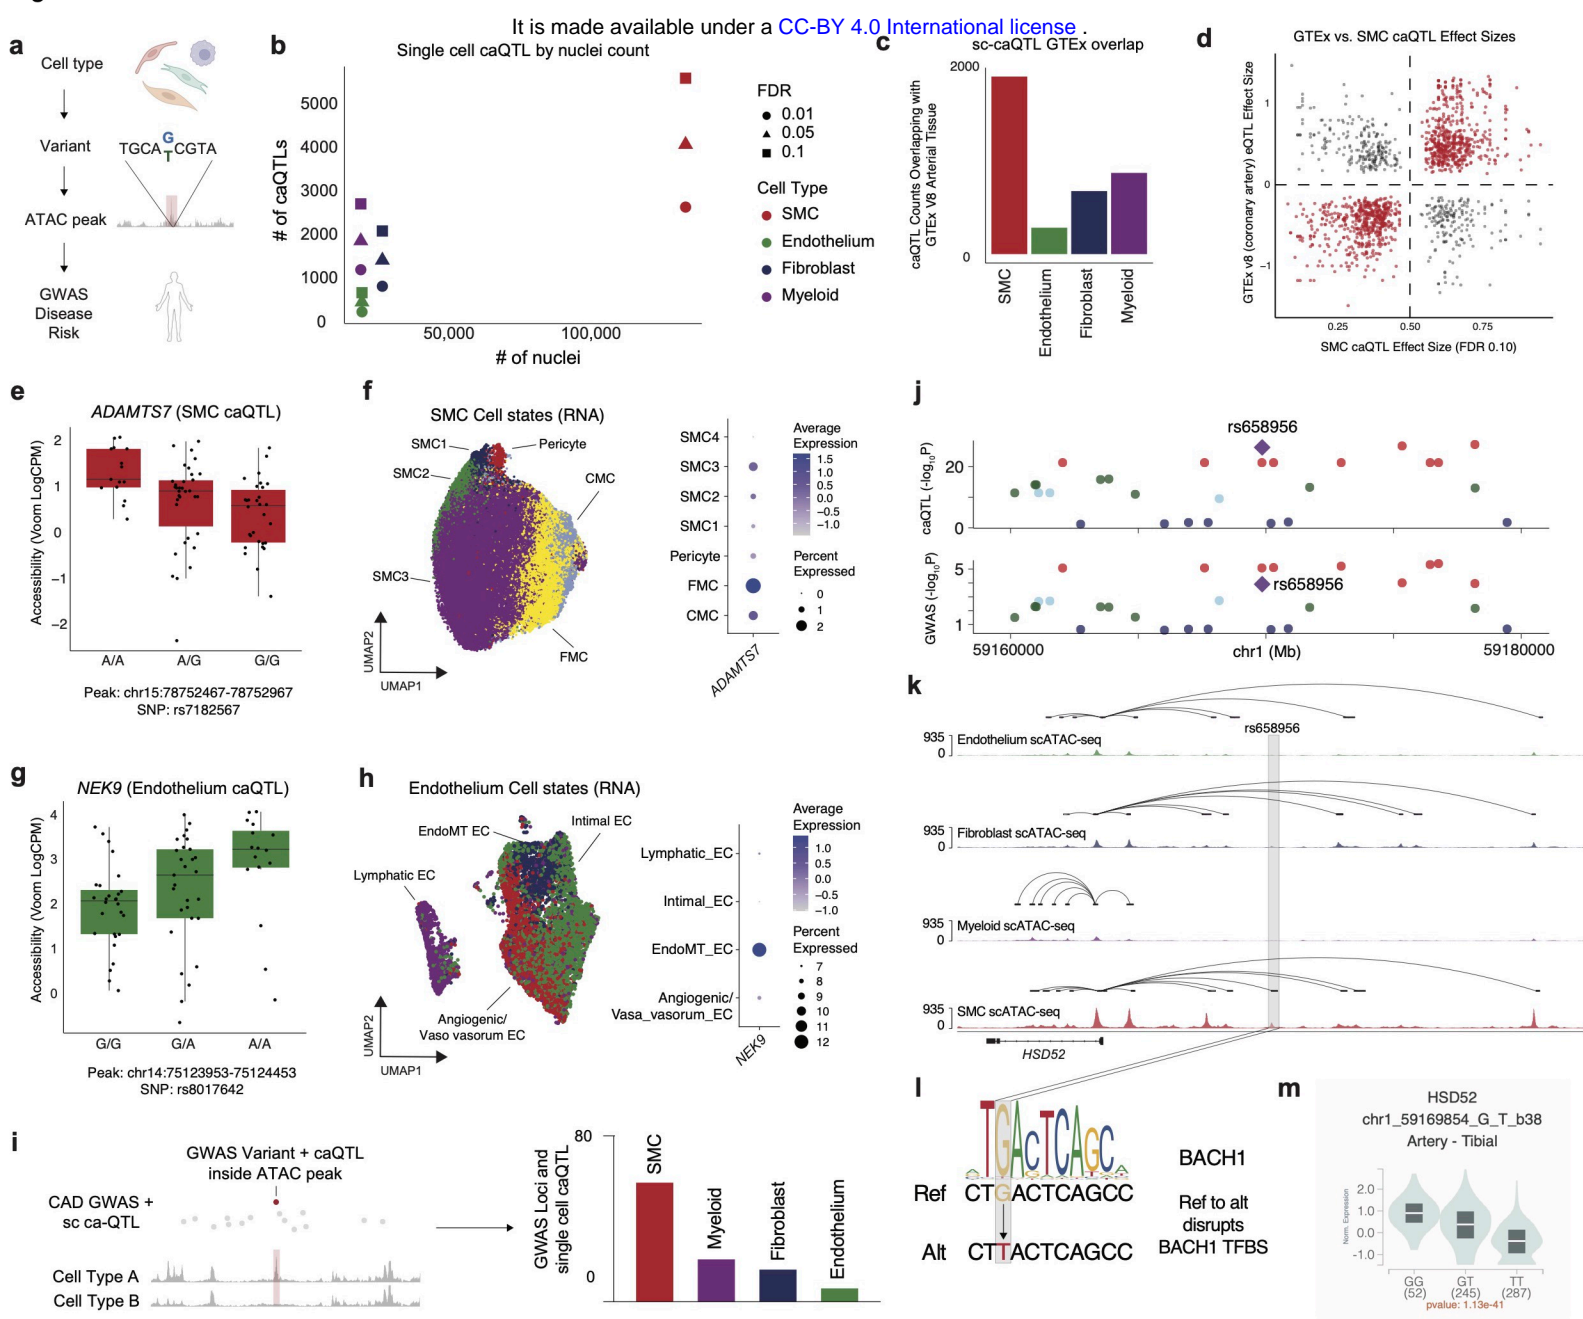 It is made available under a CC-BY 4.0 International license .
a
Cell type
Variant
TGCA G/T CGTA
ATAC peak
GWAS
Disease
Risk
b
Single cell caQTL by nuclei count
# of caQTLs
5000
4000
3000
2000
1000
0
50,000
100,000
# of nuclei
FDR
0.01
0.05
0.1
Cell Type
SMC
Endothelium
Fibroblast
Myeloid
c
sc-caQTL GTEx overlap
caQTL Counts Overlapping with
GTEx V8 Arterial Tissue
2000
0
SMC
Endothelium
Fibroblast
Myeloid
d
GTEx vs. SMC caQTL Effect Sizes
GTEx v8 (coronary artery) eQTL Effect Size
1
0
−1
0.25
0.50
0.75
SMC caQTL Effect Size (FDR 0.10)
e
ADAMTS7 (SMC caQTL)
Accessibility (Voom LogCPM)
2
1
0
−1
−2
A/A
A/G
G/G
Peak: chr15:78752467-78752967
SNP: rs7182567
f
SMC Cell states (RNA)
SMC1
Pericyte
SMC2
CMC
SMC3
FMC
UMAP2
UMAP1
SMC4
SMC3
SMC2
SMC1
Pericyte
FMC
CMC
ADAMTS7
Average
Expression
1.5
1.0
0.5
0.0
−0.5
−1.0
Percent
Expressed
0
1
2
g
NEK9 (Endothelium caQTL)
Accessibility (Voom LogCPM)
4
3
2
1
0
G/G
G/A
A/A
Peak: chr14:75123953-75124453
SNP: rs8017642
h
Endothelium Cell states (RNA)
EndoMT EC
Intimal EC
Lymphatic EC
Angiogenic/
Vaso vasorum EC
UMAP2
UMAP1
Lymphatic_EC
Intimal_EC
EndoMT_EC
Angiogenic/
Vasa_vasorum_EC
NEK9
Average
Expression
1.0
0.5
0.0
−0.5
−1.0
Percent
Expressed
7
8
9
10
11
12
i
GWAS Variant + caQTL
inside ATAC peak
CAD GWAS +
sc ca-QTL
Cell Type A
Cell Type B
GWAS Loci and
single cell caQTL
80
0
SMC
Myeloid
Fibroblast
Endothelium
j
rs658956
caQTL (-log10P)
20
0
GWAS (-log10P)
5
1
rs658956
59160000
chr1 (Mb)
59180000
k
rs658956
935
0
Endothelium scATAC-seq
935
0
Fibroblast scATAC-seq
935
0
Myeloid scATAC-seq
935
0
SMC scATAC-seq
HSD52
l
TGACTCAGCA
BACH1
Ref CTGACTCAGCC
Ref to alt
disrupts
BACH1 TFBS
Alt CTTACTCAGCC
m
HSD52
chr1_59169854_G_T_b38
Artery - Tibial
Norm. Expression
2.0
1.0
0.0
-1.0
GG
(52)
GT
(245)
TT
(287)
pvalue: 1.13e-41